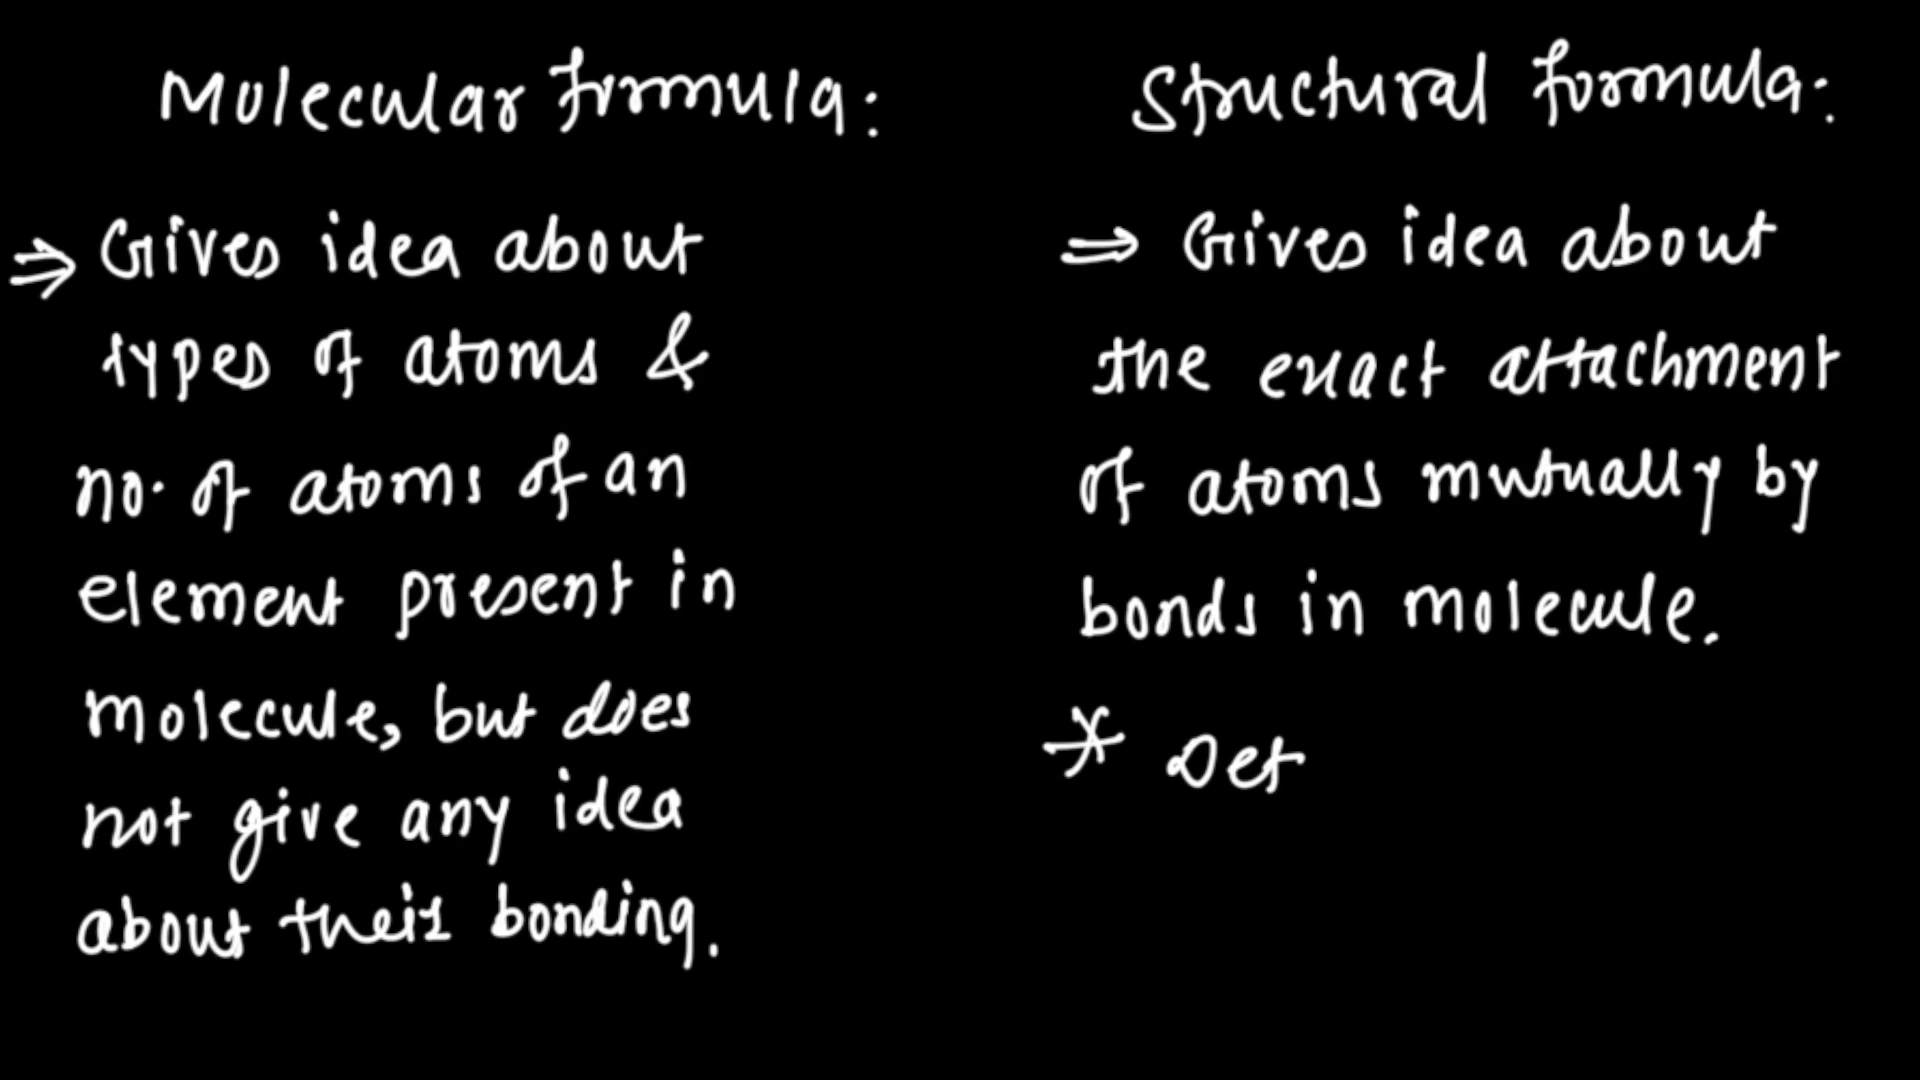 Molecular formula:
⇒ Gives idea about
types of atoms &
no. of atoms of an
element present in
molecule, but does
not give any idea
about their bonding.
Structural formula:
⇒ Gives idea about
the exact attachment
of atoms mutually by
bonds in molecule.
* Det